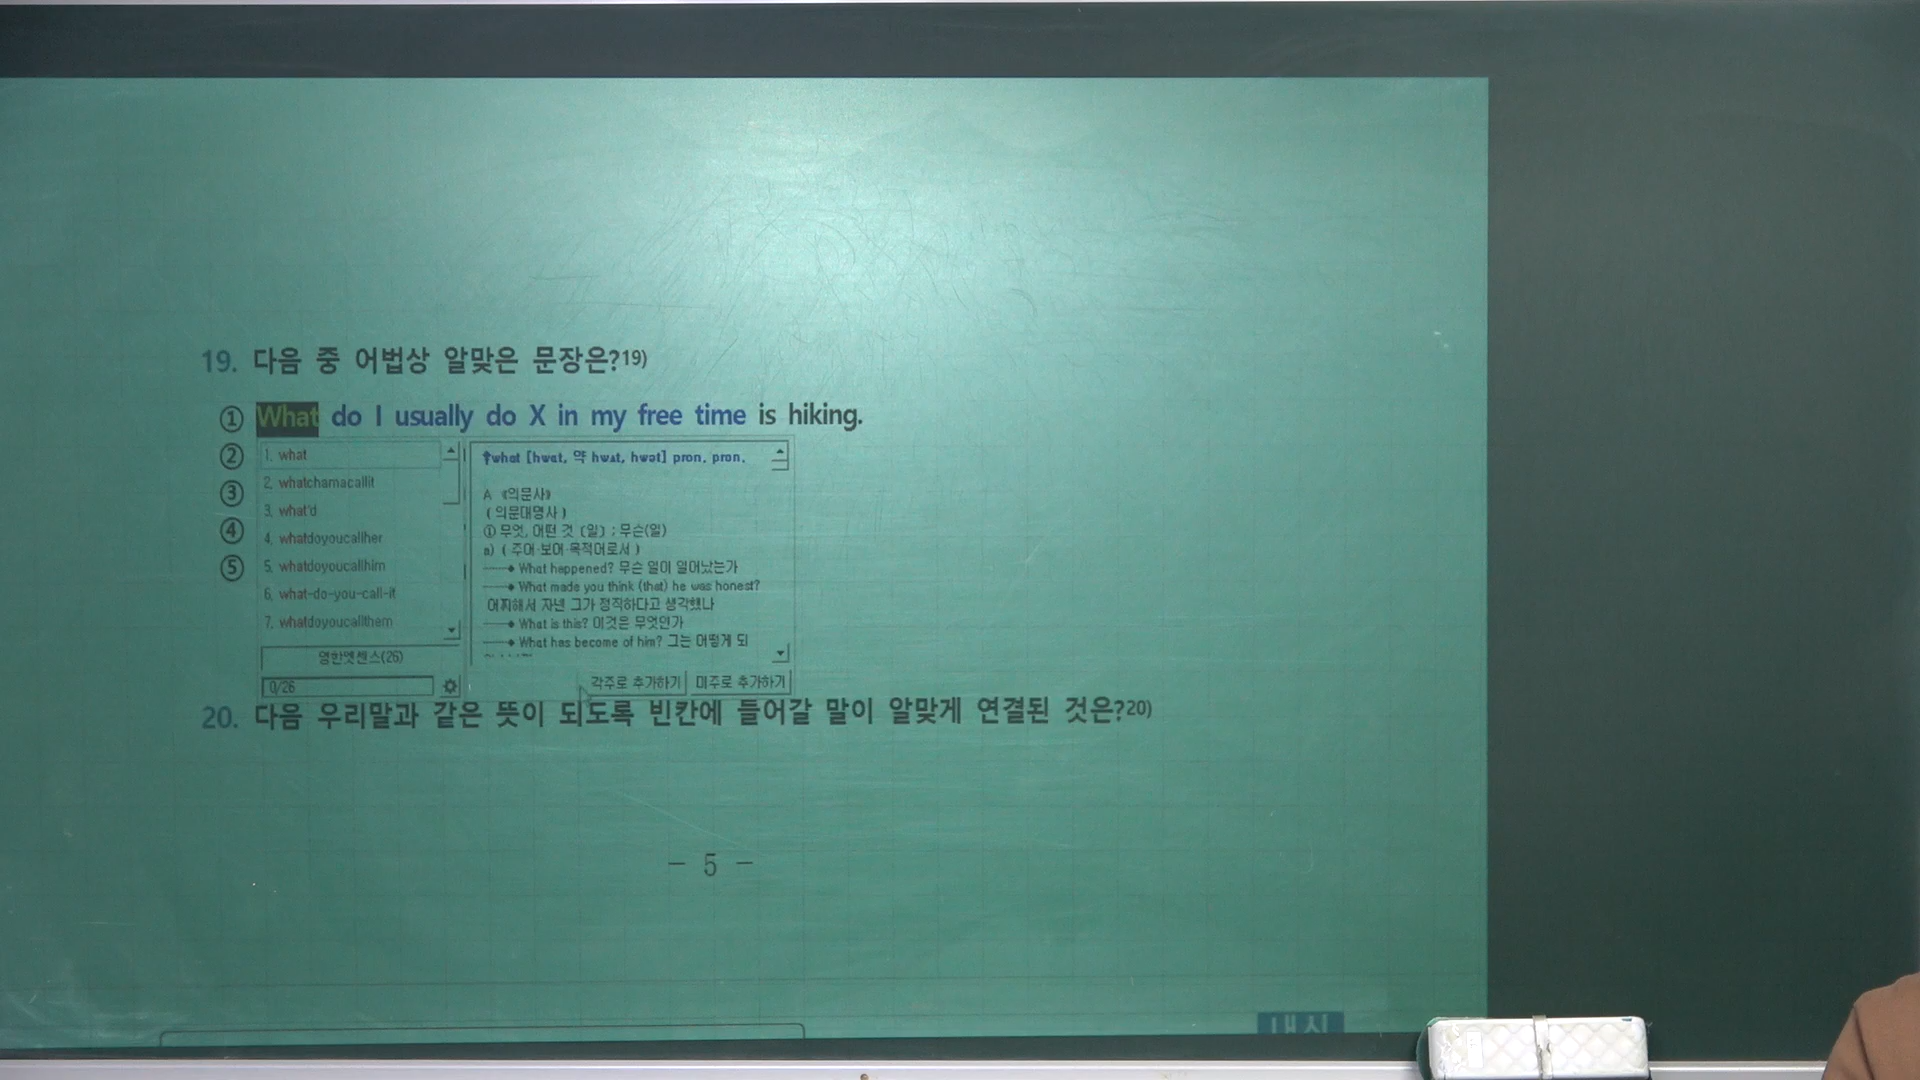 19. 다음 중 어법상 알맞은 문장은?19)
① What do I usually do X in my free time is hiking.
②
③
④
⑤
1. what
2. whatchamacallit
3. what'd
4. whatdoyoucallher
5. whatdoyoucallhim
6. what-do-you-call-it
7. whatdoyoucallthem
영한엣센스(26)
0/26
what [hwɑt, 약 hwʌt, hwət] pron. pron.
A 《의문사》
(의문대명사)
① 무엇, 어떤 것 (일) ; 무슨(일)
a) (주어·보어·목적어로서)
What happened? 무슨 일이 일어났는가
What made you think (that) he was honest?
어찌해서 자넨 그가 정직하다고 생각했나
What is this? 이것은 무엇인가
What has become of him? 그는 어떻게 되
각주로 추가하기 미주로 추가하기
20. 다음 우리말과 같은 뜻이 되도록 빈칸에 들어갈 말이 알맞게 연결된 것은?20)
- 5 -
내신